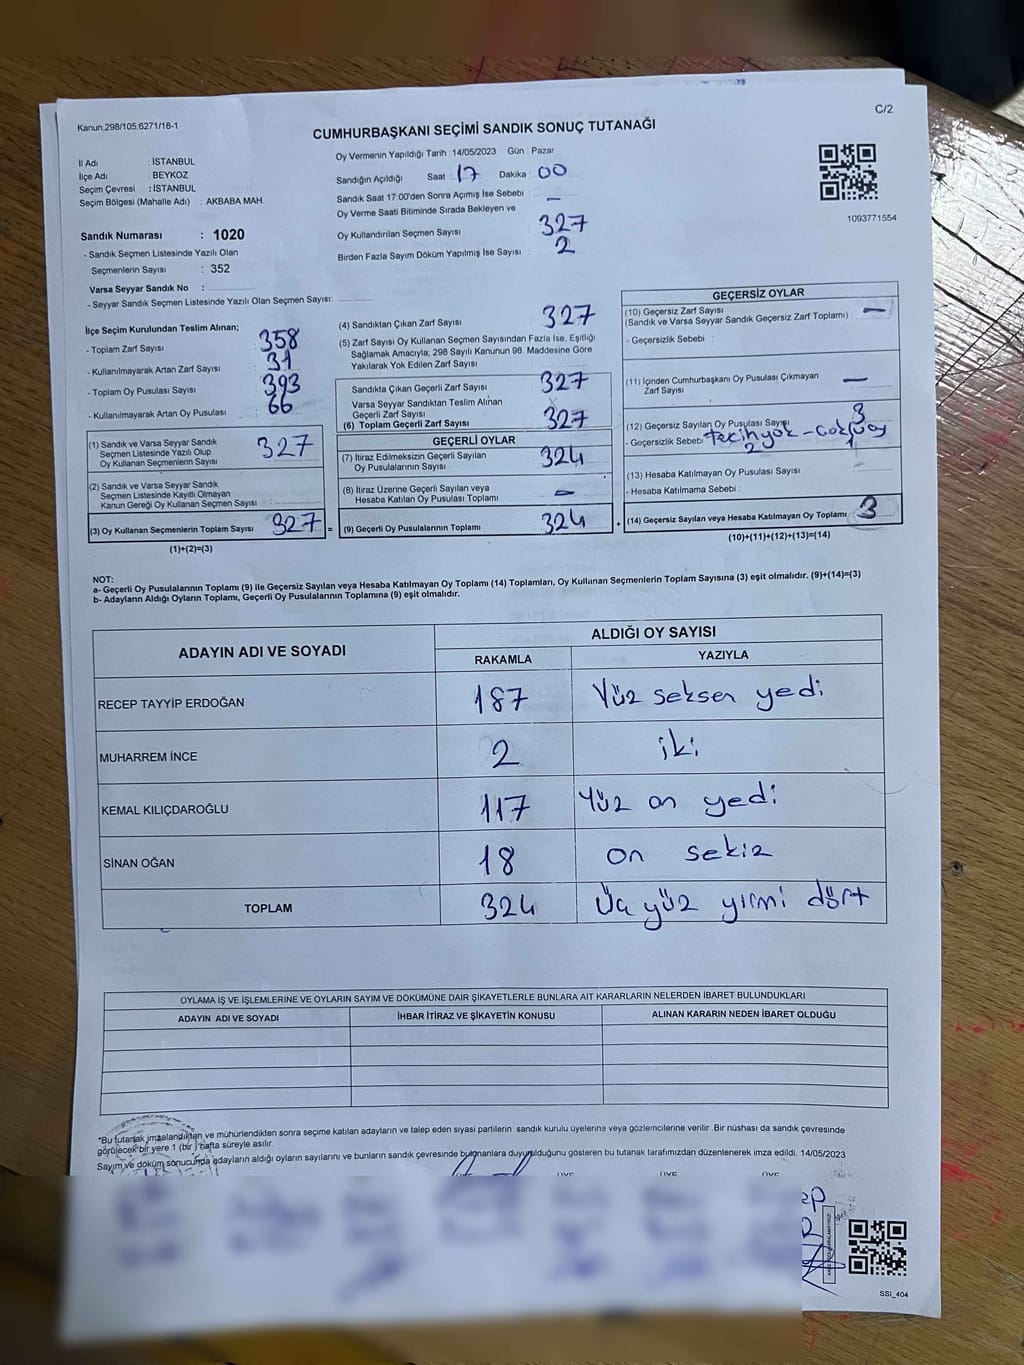 C/2
Kanun.298/105;6271/18-1
CUMHURBAŞKANI SEÇİMİ SANDIK SONUÇ TUTANAĞI
İl Adı : İSTANBUL
İlçe Adı : BEYKOZ
Seçim Çevresi : İSTANBUL
Seçim Bölgesi (Mahalle Adı) : AKBABA MAH.
Oy Vermenin Yapıldığı Tarih : 14/05/2023 Gün : Pazar
Sandığın Açıldığı Saat : 17 Dakika : 00
Sandık Saat 17:00'den Sonra Açımış İse Sebebi : —
Oy Verme Saati Bitiminde Sırada Bekleyen ve
Oy Kullandırılan Seçmen Sayısı : 327
Birden Fazla Sayım Döküm Yapılmış İse Sayısı : 2
1093771554
Sandık Numarası : 1020
- Sandık Seçmen Listesinde Yazılı Olan
Seçmenlerin Sayısı : 352
Varsa Seyyar Sandık No :
- Seyyar Sandık Seçmen Listesinde Yazılı Olan Seçmen Sayısı:
İlçe Seçim Kurulundan Teslim Alınan;
- Toplam Zarf Sayısı : 358
- Kullanılmayarak Artan Zarf Sayısı : 31
- Toplam Oy Pusulası Sayısı : 393
- Kullanılmayarak Artan Oy Pusulası : 66
(1) Sandık ve Varsa Seyyar Sandık
Seçmen Listesinde Yazılı Olup
Oy Kullanan Seçmenlerin Sayısı : 327
(2) Sandık ve Varsa Seyyar Sandık
Seçmen Listesinde Kayıtlı Olmayan
Kanun Gereği Oy Kullanan Seçmen Sayısı :
(3) Oy Kullanan Seçmenlerin Toplam Sayısı : 327 =
(1)+(2)=(3)
(4) Sandıktan Çıkan Zarf Sayısı : 327
(5) Zarf Sayısı Oy Kullanan Seçmen Sayısından Fazla İse, Eşitliği
Sağlamak Amacıyla; 298 Sayılı Kanunun 98. Maddesine Göre
Yakılarak Yok Edilen Zarf Sayısı :
Sandıkta Çıkan Geçerli Zarf Sayısı : 327
Varsa Seyyar Sandıktan Teslim Alınan
Geçerli Zarf Sayısı :
(6) Toplam Geçerli Zarf Sayısı : 327
GEÇERLİ OYLAR
(7) İtiraz Edilmeksizin Geçerli Sayılan
Oy Pusulalarının Sayısı : 324
(8) İtiraz Üzerine Geçerli Sayılan veya
Hesaba Katılan Oy Pusulası Toplamı : —
(9) Geçerli Oy Pusulalarının Toplamı : 324 +
GEÇERSİZ OYLAR
(10) Geçersiz Zarf Sayısı : —
(Sandık ve Varsa Seyyar Sandık Geçersiz Zarf Toplamı)
- Geçersizlik Sebebi :
(11) İçinden Cumhurbaşkanı Oy Pusulası Çıkmayan
Zarf Sayısı : —
(12) Geçersiz Sayılan Oy Pusulası Sayısı : 3
- Geçersizlik Sebebi : 2 1
(13) Hesaba Katılmayan Oy Pusulası Sayısı :
- Hesaba Katılmama Sebebi :
(14) Geçersiz Sayılan veya Hesaba Katılmayan Oy Toplamı : 3
(10)+(11)+(12)+(13)=(14)
NOT:
a- Geçerli Oy Pusulalarının Toplamı (9) ile Geçersiz Sayılan veya Hesaba Katılmayan Oy Toplamı (14) Toplamları, Oy Kullanan Seçmenlerin Toplam Sayısına (3) eşit olmalıdır. (9)+(14)=(3)
b- Adayların Aldığı Oyların Toplamı, Geçerli Oy Pusulalarının Toplamına (9) eşit olmalıdır.
ADAYIN ADI VE SOYADI ALDIĞI OY SAYISI
RAKAMLA YAZIYLA
RECEP TAYYİP ERDOĞAN 187 Yüz seksen yedi
MUHARREM İNCE 2 iki
KEMAL KILIÇDAROĞLU 117 Yüz on yedi
SİNAN OĞAN 18 on sekiz
TOPLAM 324 Üç yüz yirmi dört
OYLAMA İŞ VE İŞLEMLERİNE VE OYLARIN SAYIM VE DÖKÜMÜNE DAİR ŞİKAYETLERLE BUNLARA AİT KARARLARIN NELERDEN İBARET BULUNDUKLARI
ADAYIN ADI VE SOYADI İHBAR İTİRAZ VE ŞİKAYETİN KONUSU ALINAN KARARIN NEDEN İBARET OLDUĞU
*Bu tutanak imzalandıktan ve mühürlendikten sonra seçime katılan adayların ve talep eden siyasi partilerin sandık kurulu üyelerine veya gözlemcilerine verilir. Bir nüshası da sandık çevresinde
görülecek bir yere 1 (bir) hafta süreyle asılır.
Sayım ve döküm sonucunda adayların aldığı oyların sayılarını ve bunların sandık çevresinde bulunanlara duyurulduğunu gösteren bu tutanak tarafımızdan düzenlenerek imza edildi. 14/05/2023
SSI_404